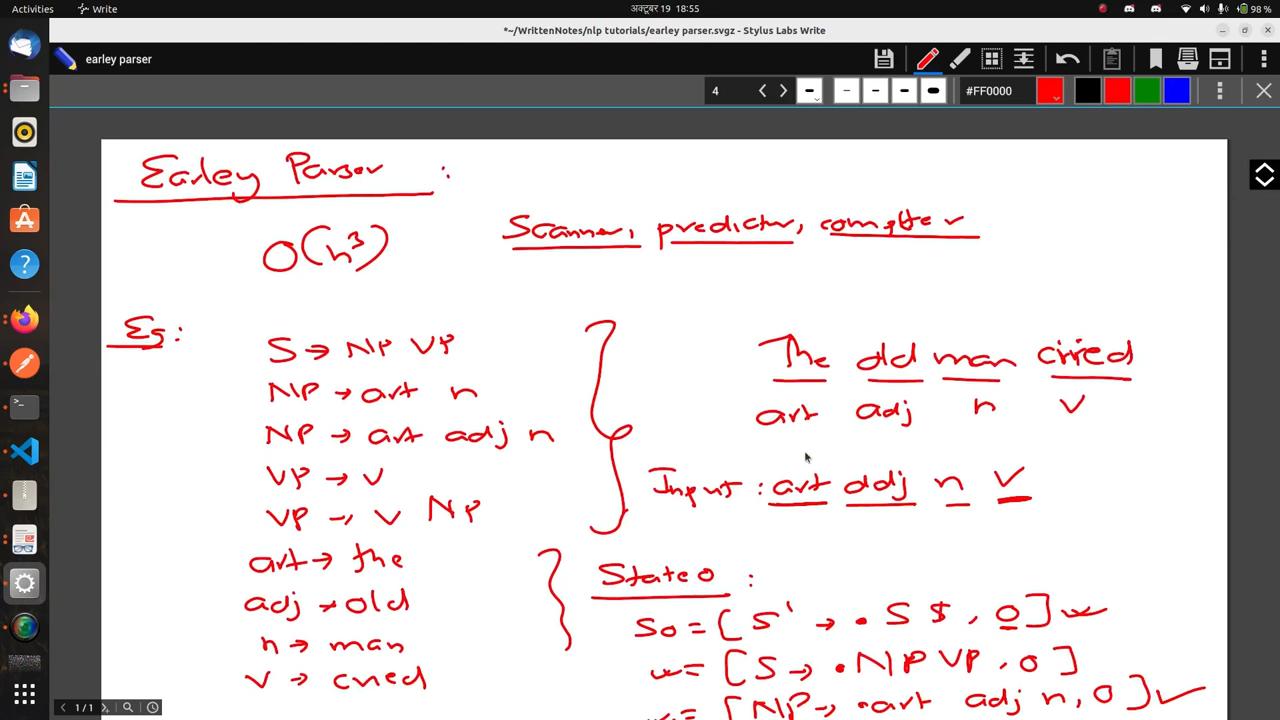 Activities Write अक्टूबर 19 18:55 98 %
*~/WrittenNotes/nlp tutorials/earley parser.svgz - Stylus Labs Write
earley parser
4 #FF0000
Earley Parser :
O(n³) Scanner, predictor, completer
Eg:
S → NP VP
NP → art n
NP → art adj n
VP → v
VP → v NP
art → the
adj → old
n → man
v → cried
The old man cried
art adj n v
Input : art adj n v
State 0 :
S0 = [S' → • S $, 0]
= [S → •NP VP, 0]
= [NP → •art adj n, 0]
1/1